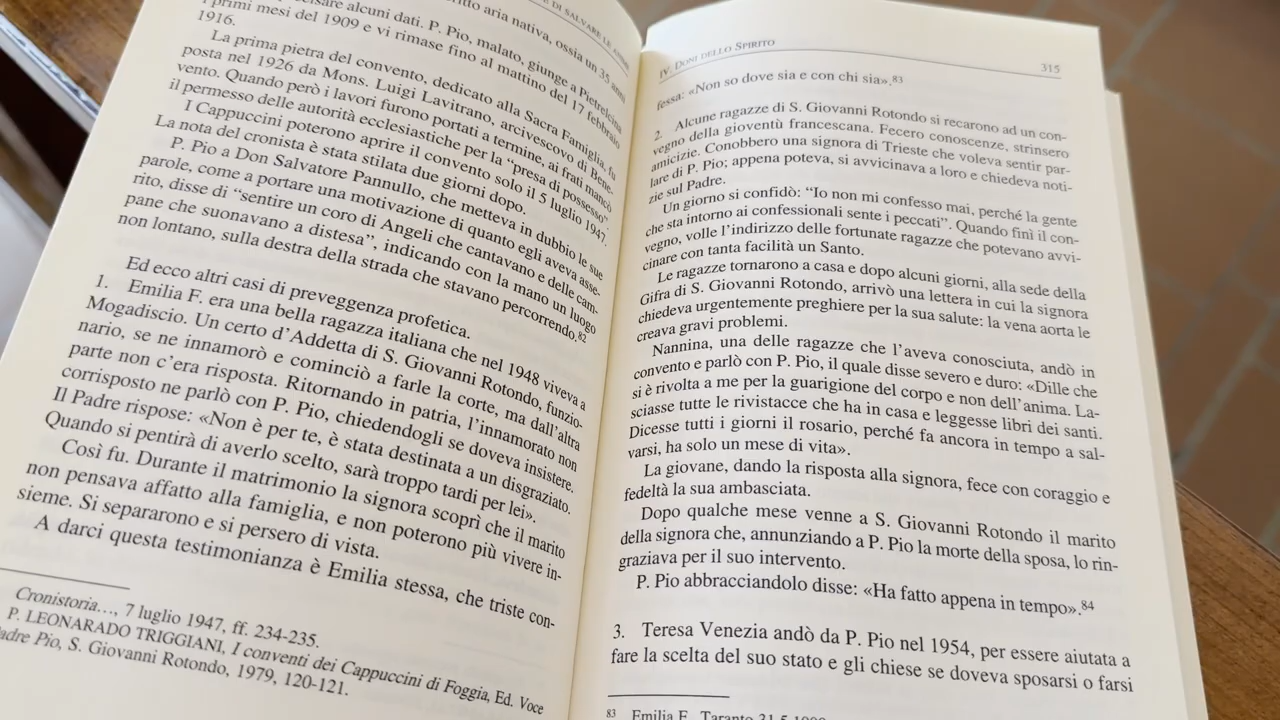 E DI SALVARE LE ANIME
alcuni dati. P. Pio, malato, giunge a Pietrelcina
aria nativa, ossia un 35 anni
primi mesi del 1909 e vi rimase fino al mattino del 17 febbraio
1916.
La prima pietra del convento, dedicato alla Sacra Famiglia, fu
posta nel 1926 da Mons. Luigi Lavitrano, arcivescovo di Bene-
vento. Quando però i lavori furono portati a termine, ai frati mancò
il permesso delle autorità ecclesiastiche per la “presa di possesso”
I Cappuccini poterono aprire il convento solo il 5 luglio 1947.
La nota del cronista è stata stilata due giorni dopo.
P. Pio a Don Salvatore Pannullo, che metteva in dubbio le sue
parole, come a portare una motivazione di quanto egli aveva asse-
rito, disse di “sentire un coro di Angeli che cantavano e delle cam-
pane che suonavano a distesa”, indicando con la mano un luogo
non lontano, sulla destra della strada che stavano percorrendo.82
Ed ecco altri casi di preveggenza profetica.
1. Emilia F. era una bella ragazza italiana che nel 1948 viveva a
Mogadiscio. Un certo d’Addetta di S. Giovanni Rotondo, funzio-
nario, se ne innamorò e cominciò a farle la corte, ma dall’altra
parte non c’era risposta. Ritornando in patria, l’innamorato non
corrisposto ne parlò con P. Pio, chiedendogli se doveva insistere.
Il Padre rispose: «Non è per te, è stata destinata a un disgraziato.
Quando si pentirà di averlo scelto, sarà troppo tardi per lei».
Così fu. Durante il matrimonio la signora scoprì che il marito
non pensava affatto alla famiglia, e non poterono più vivere in-
sieme. Si separarono e si persero di vista.
A darci questa testimonianza è Emilia stessa, che triste con-
Cronistoria..., 7 luglio 1947, ff. 234-235.
P. LEONARADO TRIGGIANI, I conventi dei Cappuccini di Foggia, Ed. Voce
Padre Pio, S. Giovanni Rotondo, 1979, 120-121.
IV. DONI DELLO SPIRITO 315
fessa: «Non so dove sia e con chi sia».83
2. Alcune ragazze di S. Giovanni Rotondo si recarono ad un con-
vegno della gioventù francescana. Fecero conoscenze, strinsero
amicizie. Conobbero una signora di Trieste che voleva sentir par-
lare di P. Pio; appena poteva, si avvicinava a loro e chiedeva noti-
zie sul Padre.
Un giorno si confidò: “Io non mi confesso mai, perché la gente
che sta intorno ai confessionali sente i peccati”. Quando finì il con-
vegno, volle l’indirizzo delle fortunate ragazze che potevano avvi-
cinare con tanta facilità un Santo.
Le ragazze tornarono a casa e dopo alcuni giorni, alla sede della
Gifra di S. Giovanni Rotondo, arrivò una lettera in cui la signora
chiedeva urgentemente preghiere per la sua salute: la vena aorta le
creava gravi problemi.
Nannina, una delle ragazze che l’aveva conosciuta, andò in
convento e parlò con P. Pio, il quale disse severo e duro: «Dille che
si è rivolta a me per la guarigione del corpo e non dell’anima. La-
sciasse tutte le rivistacce che ha in casa e leggesse libri dei santi.
Dicesse tutti i giorni il rosario, perché fa ancora in tempo a sal-
varsi, ha solo un mese di vita».
La giovane, dando la risposta alla signora, fece con coraggio e
fedeltà la sua ambasciata.
Dopo qualche mese venne a S. Giovanni Rotondo il marito
della signora che, annunziando a P. Pio la morte della sposa, lo rin-
graziava per il suo intervento.
P. Pio abbracciandolo disse: «Ha fatto appena in tempo».84
3. Teresa Venezia andò da P. Pio nel 1954, per essere aiutata a
fare la scelta del suo stato e gli chiese se doveva sposarsi o farsi
83 Emilia F., Taranto